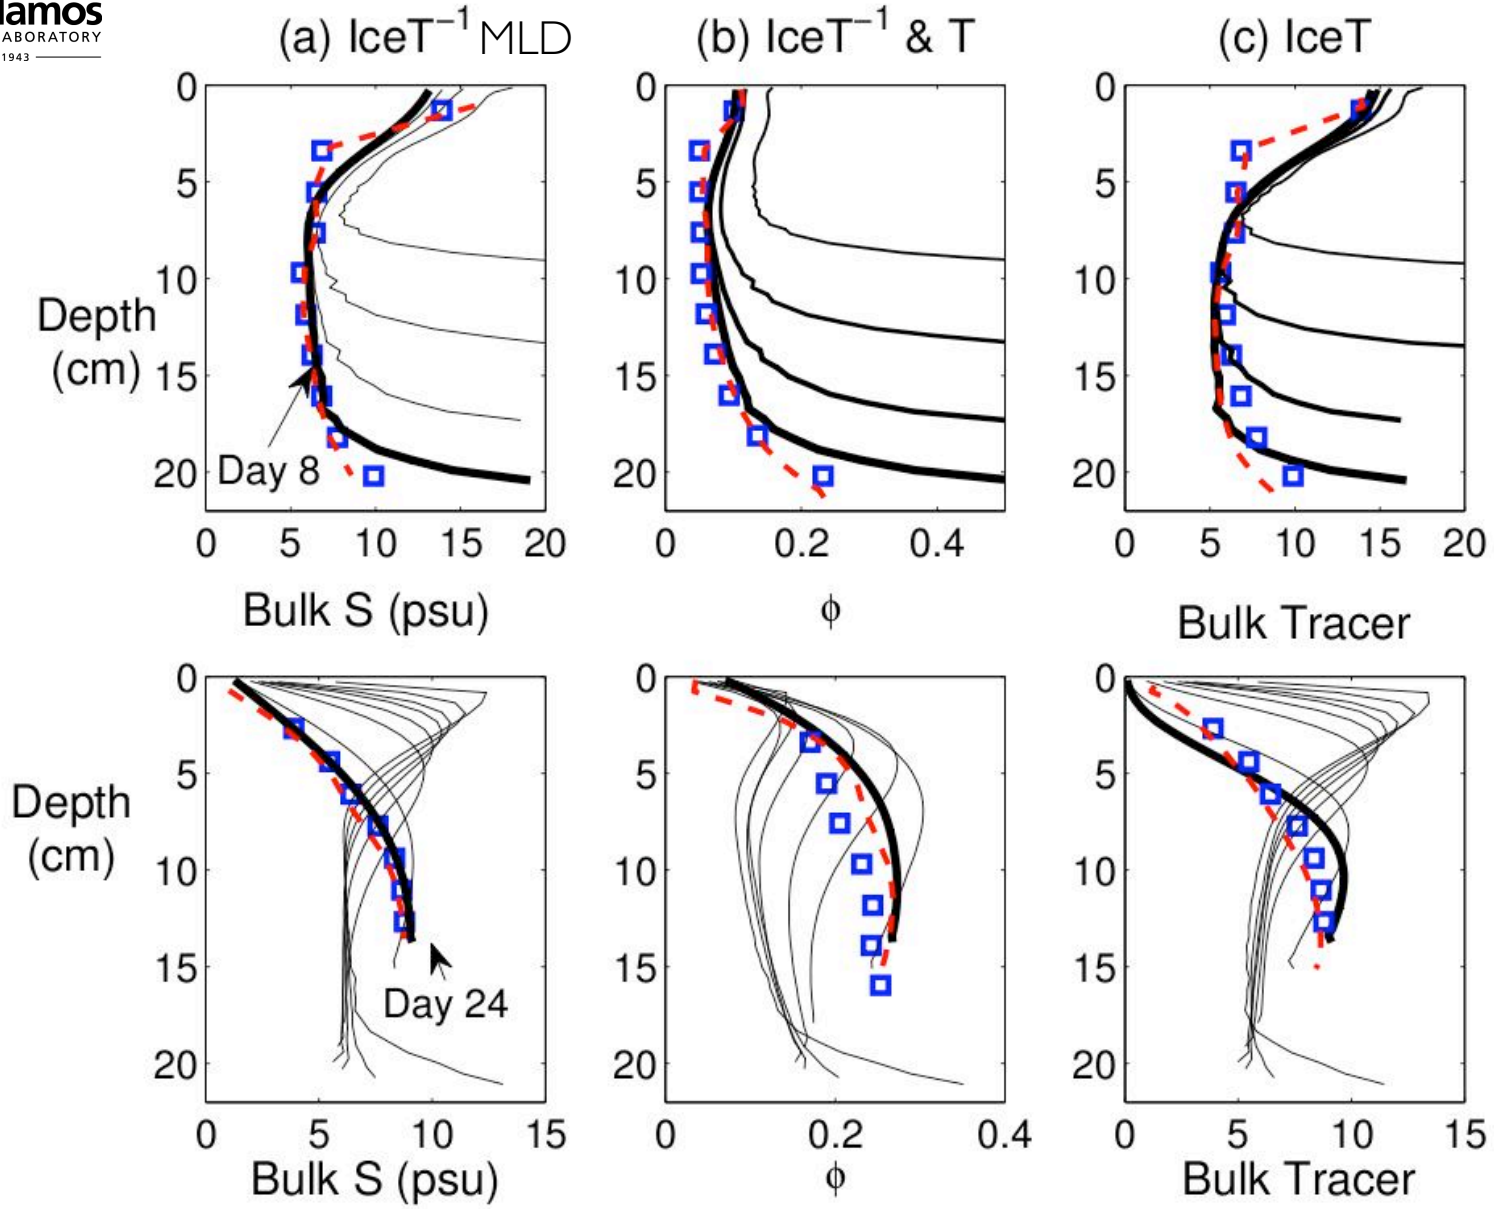 lamos
ABORATORY
1943
(a) IceT⁻¹ MLD
(b) IceT⁻¹ & T
(c) IceT
0
5
10
15
20
Depth
(cm)
Day 8
0 5 10 15 20
Bulk S (psu)
0
5
10
15
20
0 0.2 0.4
ϕ
0
5
10
15
20
0 5 10 15 20
Bulk Tracer
0
5
10
15
20
Depth
(cm)
Day 24
0 5 10 15
Bulk S (psu)
0
5
10
15
20
0 0.2 0.4
ϕ
0
5
10
15
20
0 5 10 15
Bulk Tracer